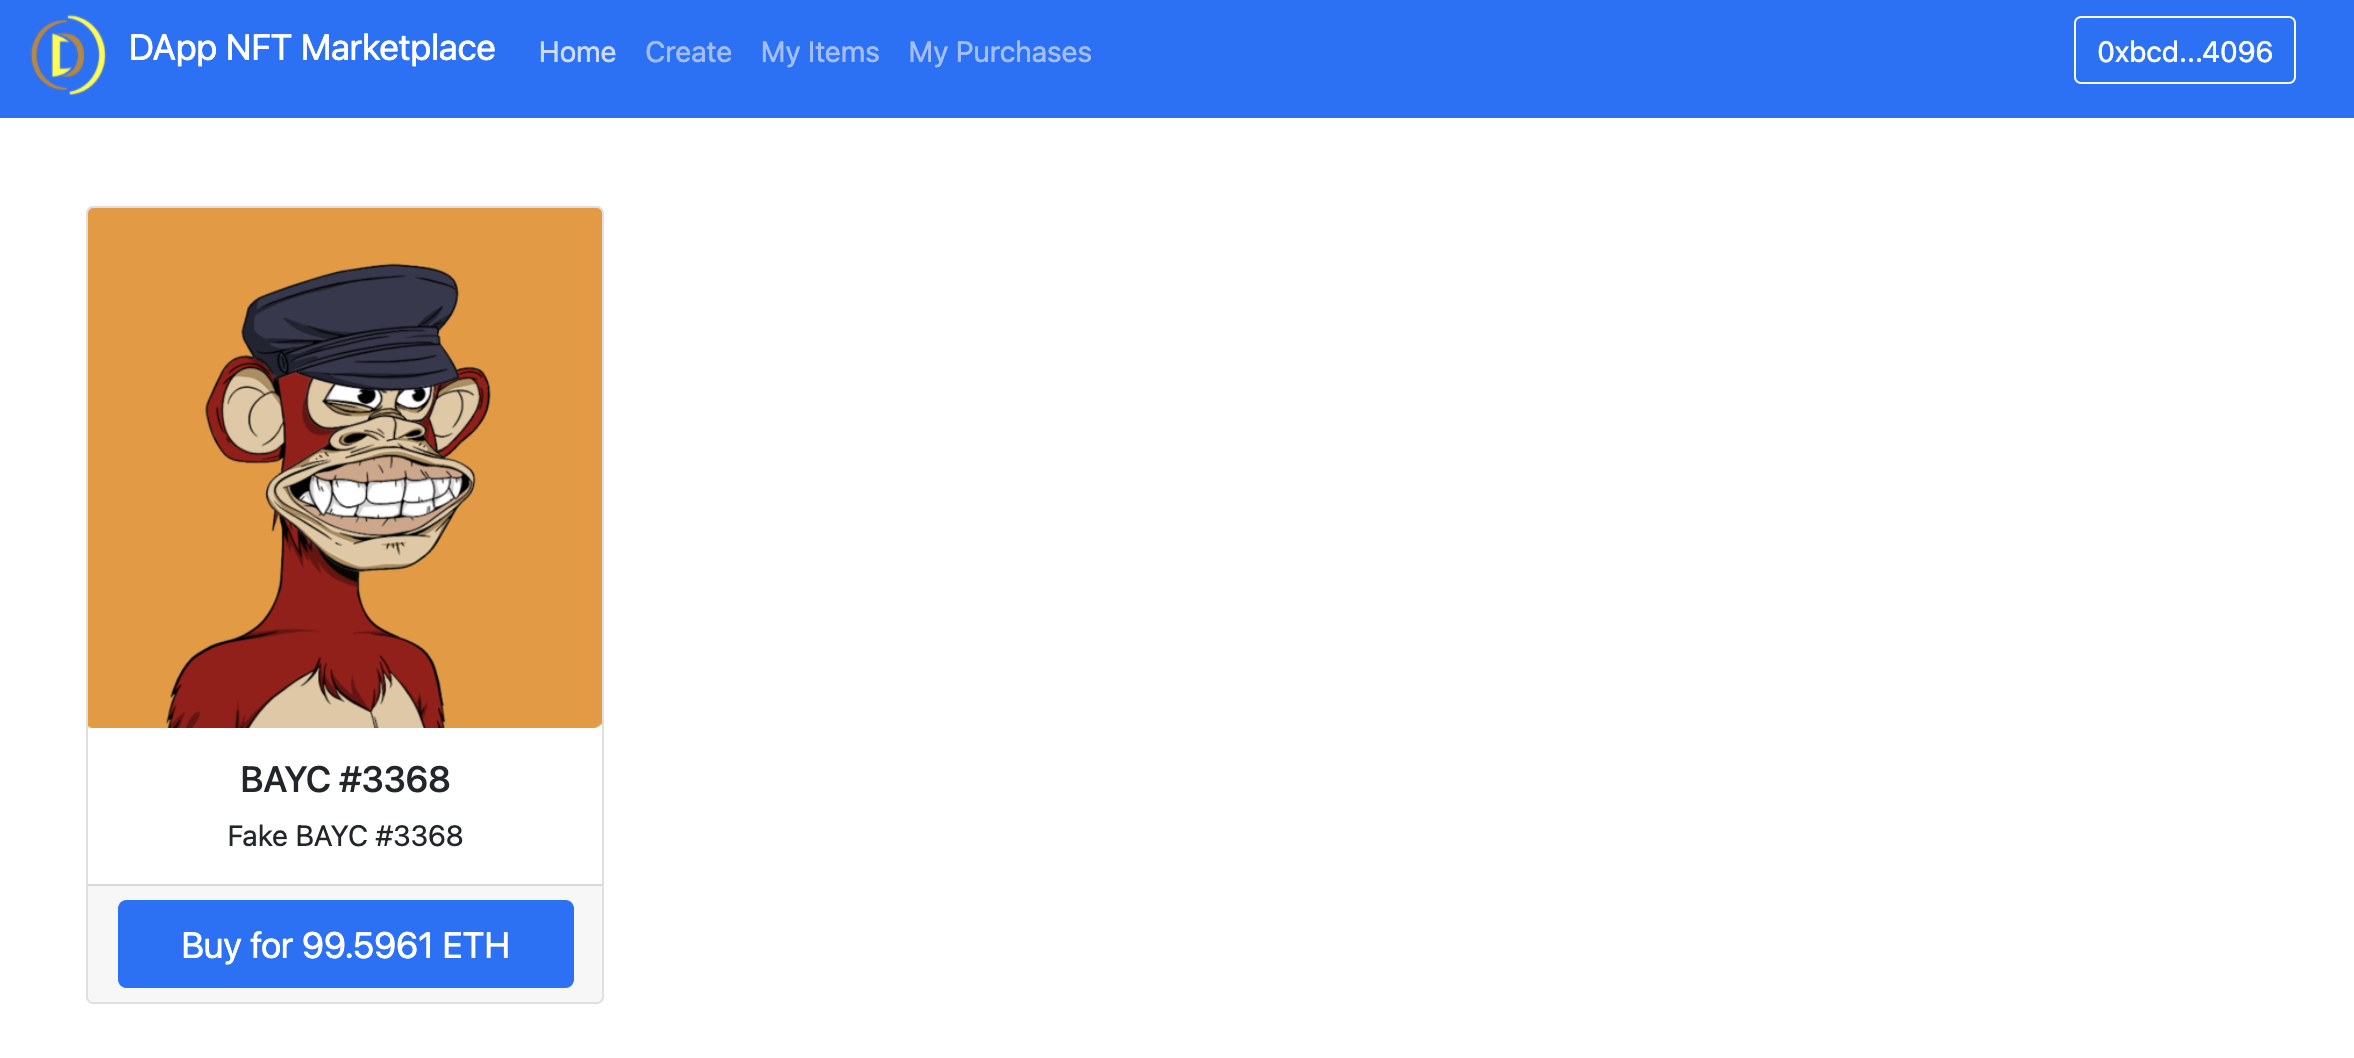 DApp NFT Marketplace Home Create My Items My Purchases 0xbcd...4096
BAYC #3368
Fake BAYC #3368
Buy for 99.5961 ETH